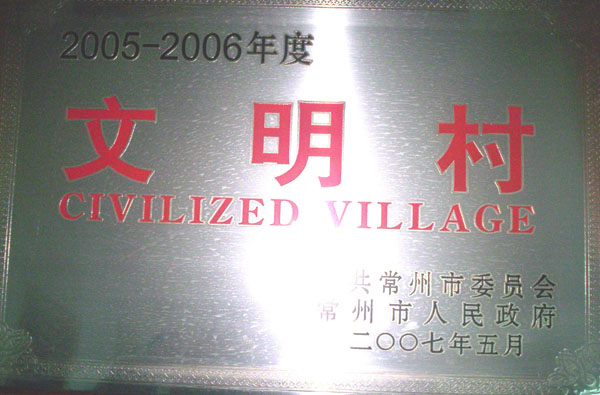 2005-2006年度
文明村
CIVILIZED VILLAGE
共常州市委员会
常州市人民政府
二〇〇七年五月